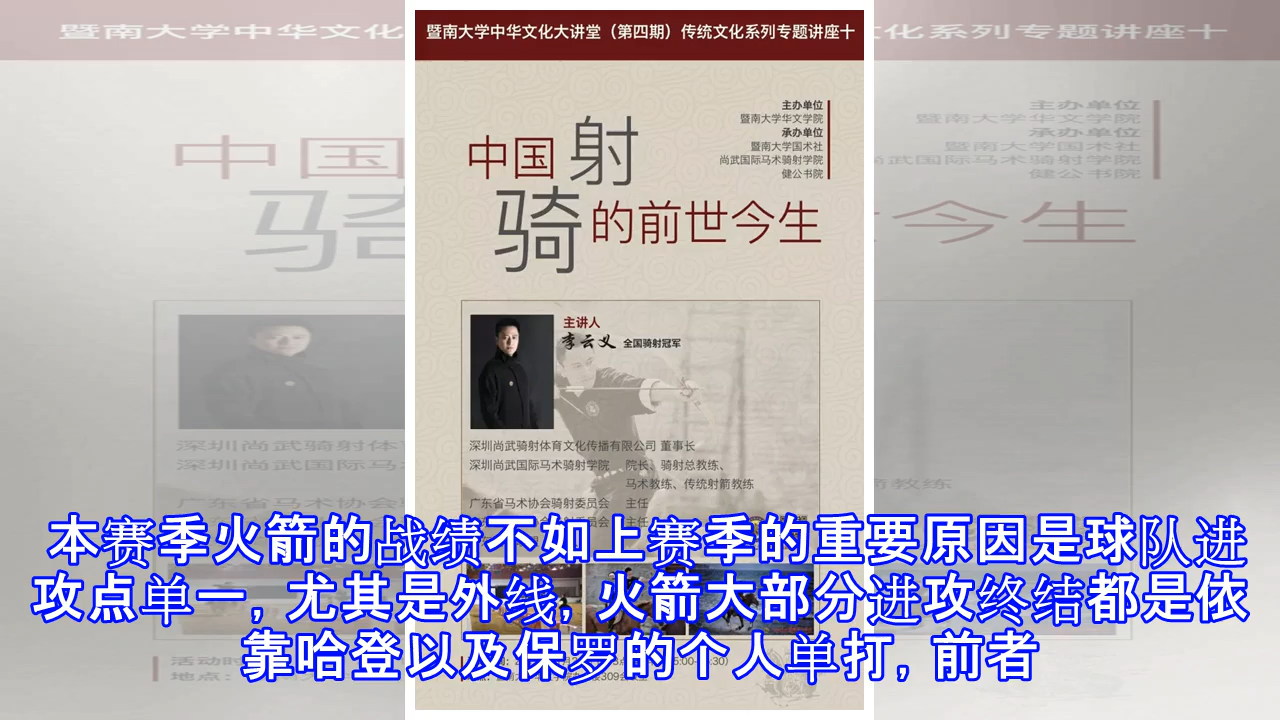 暨南大学中华文化大讲堂（第四期）传统文化系列专题讲座十
主办单位
暨南大学华文学院
承办单位
暨南大学国术社
尚武国际马术骑射学院
健公书院
中国射
骑的前世今生
主讲人
李云义 全国骑射冠军
深圳尚武骑射体育文化传播有限公司 董事长
深圳尚武国际马术骑射学院 院长、骑射总教练、
马术教练、传统射箭教练
广东省马术协会骑射委员会 主任
本赛季火箭的战绩不如上赛季的重要原因是球队进
攻点单一, 尤其是外线, 火箭大部分进攻终结都是依
靠哈登以及保罗的个人单打, 前者